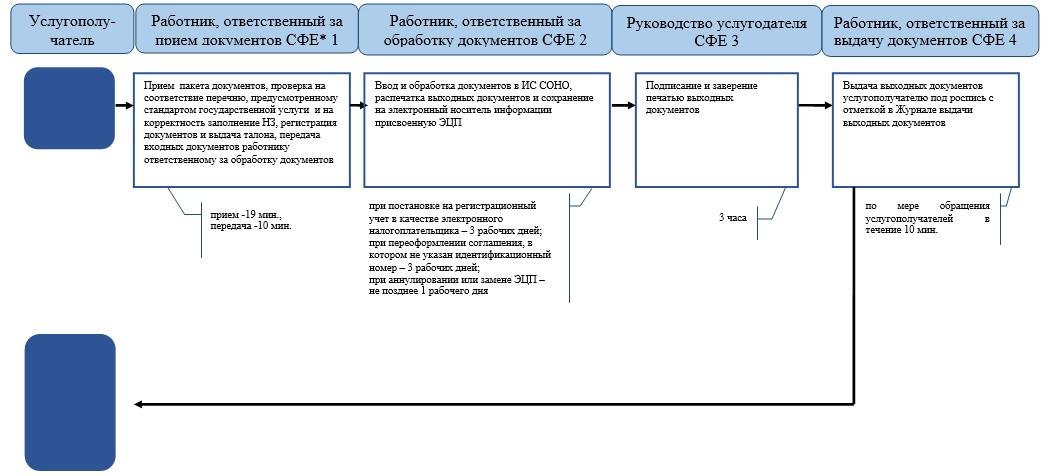 Услугополу-
чатель
Работник, ответственный за
прием документов СФЕ* 1
Работник, ответственный за
обработку документов СФЕ 2
Руководство услугодателя
СФЕ 3
Работник, ответственный за
выдачу документов СФЕ 4
Прием пакета документов, проверка на
соответствие перечню, предусмотренному
стандартом государственной услуги и на
корректность заполнение НЗ, регистрация
документов и выдача талона, передача
входных документов работнику
ответственному за обработку документов
Ввод и обработка документов в ИС СОНО,
распечатка выходных документов и сохранение
на электронный носитель информации
присвоенную ЭЦП
Подписание и заверение
печатью выходных
документов
Выдача выходных документов
услугополучателю под роспись с
отметкой в Журнале выдачи
выходных документов
прием -19 мин.,
передача -10 мин.
при постановке на регистрационный
учет в качестве электронного
налогоплательщика – 3 рабочих дней;
при переоформлении соглашения, в
котором не указан идентификационный
номер – 3 рабочих дней;
при аннулировании или замене ЭЦП –
не позднее 1 рабочего дня
3 часа
по мере обращения
услугополучателей в
течение 10 мин.